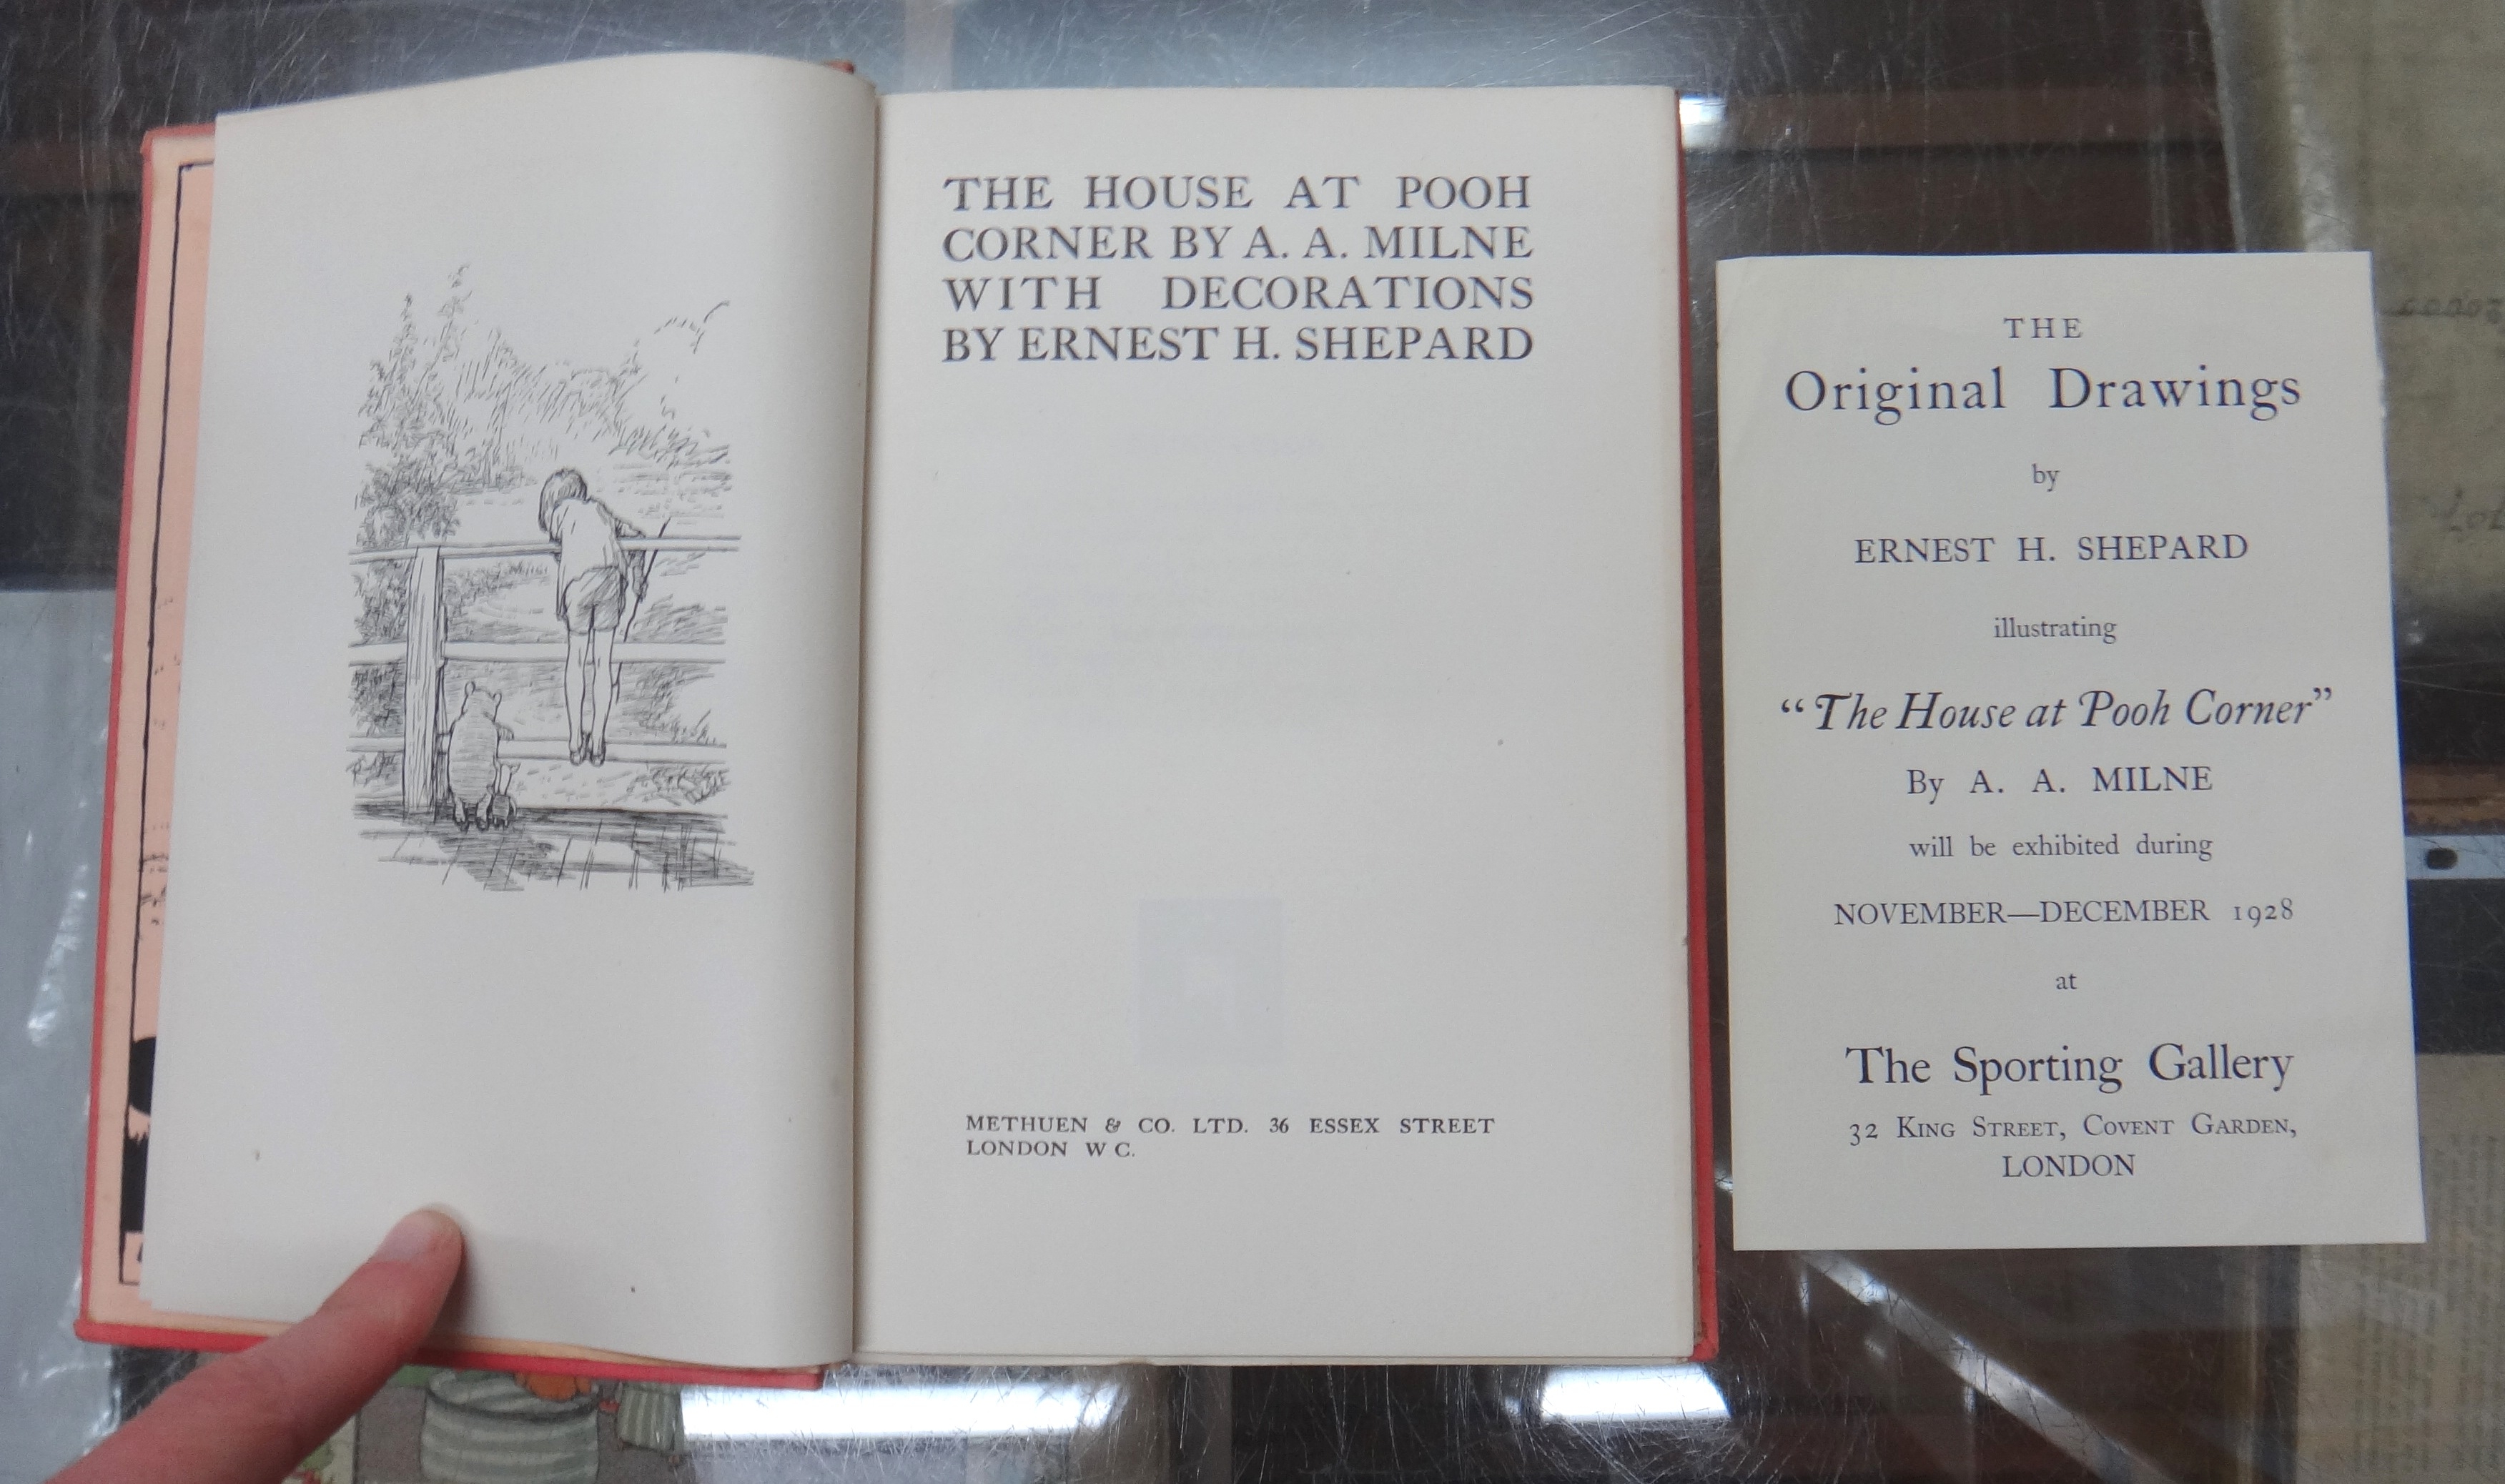 THE HOUSE AT POOH
CORNER BY A. A. MILNE
WITH DECORATIONS
BY ERNEST H. SHEPARD
METHUEN & CO. LTD. 36 ESSEX STREET
LONDON W C.
THE
Original Drawings
by
ERNEST H. SHEPARD
illustrating
“The House at Pooh Corner”
By A. A. MILNE
will be exhibited during
NOVEMBER—DECEMBER 1928
at
The Sporting Gallery
32 King Street, Covent Garden,
LONDON